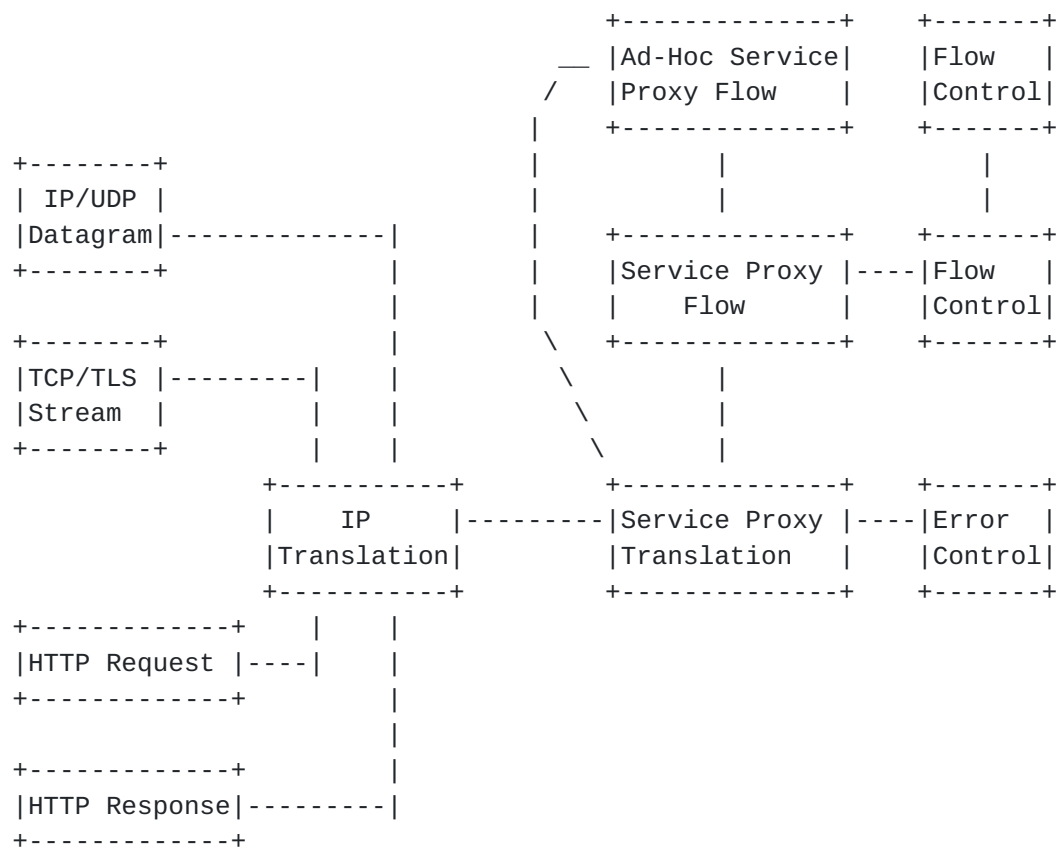 Ad-Hoc Service
Proxy Flow
Flow
Control
IP/UDP
Datagram
Service Proxy
Flow
Flow
Control
TCP/TLS
Stream
IP
Translation
Service Proxy
Translation
Error
Control
HTTP Request
HTTP Response